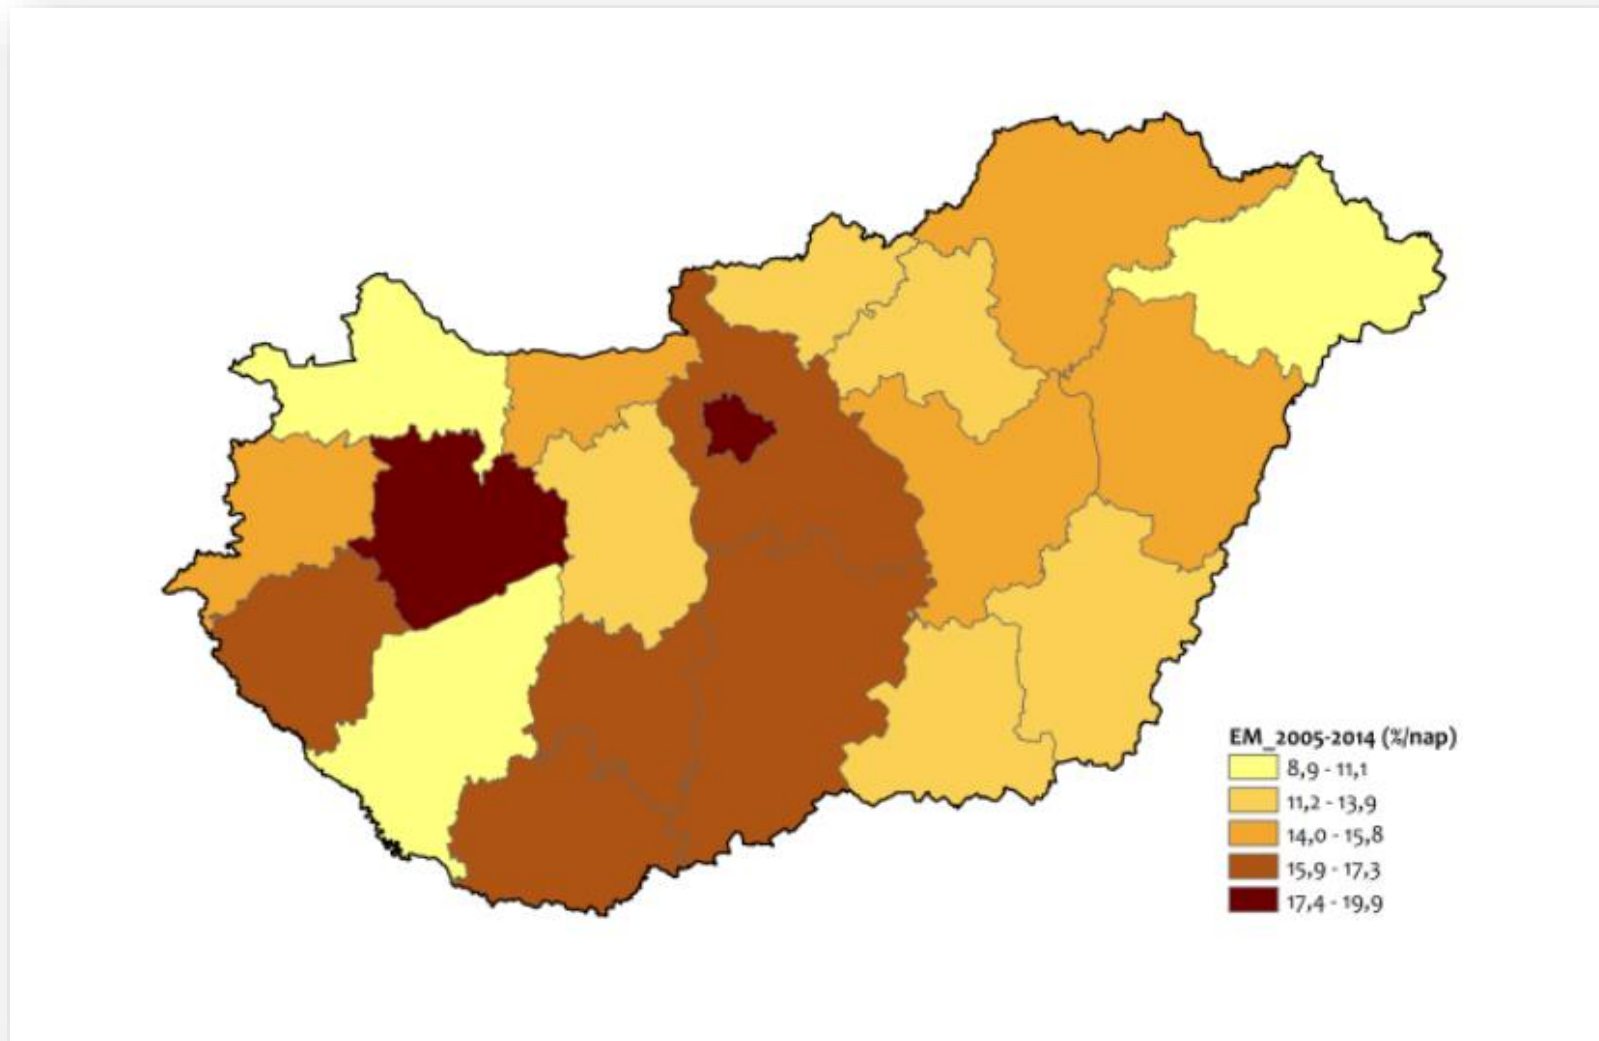 EM_2005-2014 (%/nap)
8,9 - 11,1
11,2 - 13,9
14,0 - 15,8
15,9 - 17,3
17,4 - 19,9